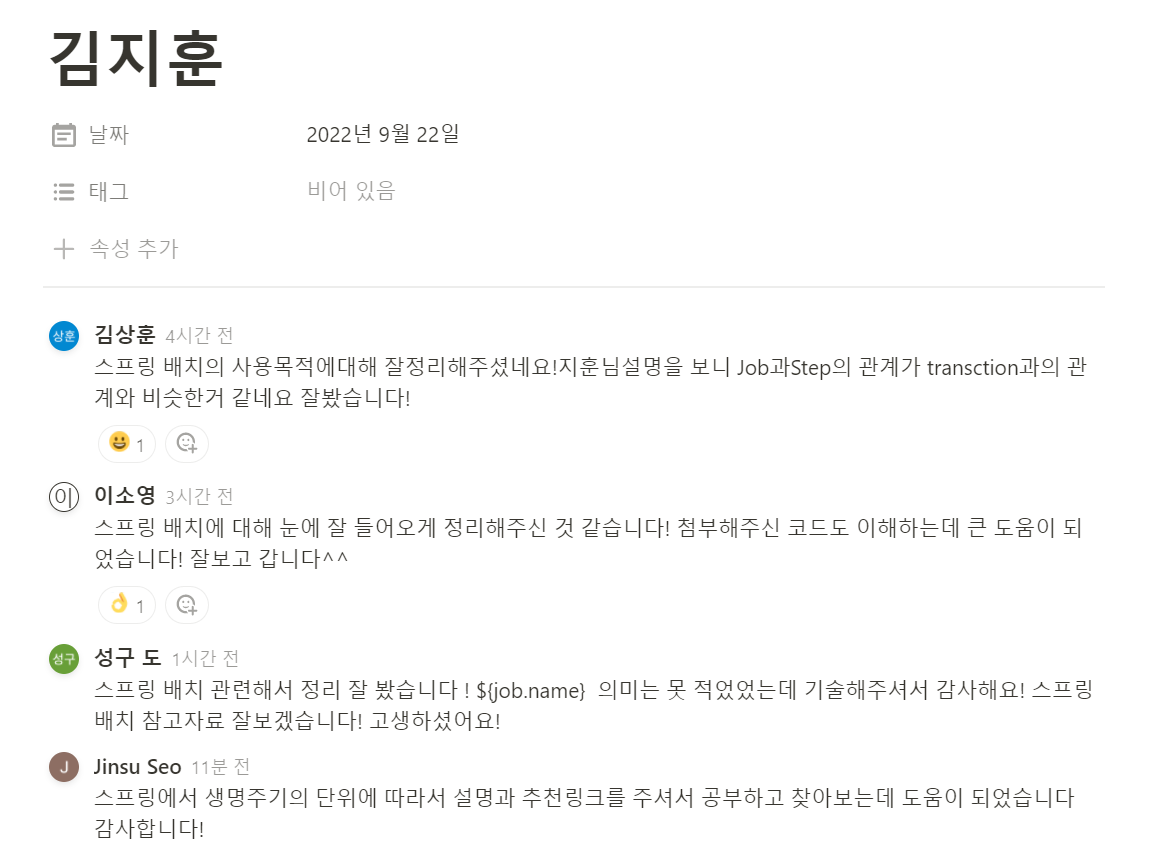 김지훈
날짜 2022년 9월 22일
태그 비어 있음
속성 추가
상훈 김상훈 4시간 전
스프링 배치의 사용목적에대해 잘정리해주셨네요!지훈님설명을 보니 Job과Step의 관계가 transction과의 관
계와 비슷한거 같네요 잘봤습니다!
😀 1
이 이소영 3시간 전
스프링 배치에 대해 눈에 잘 들어오게 정리해주신 것 같습니다! 첨부해주신 코드도 이해하는데 큰 도움이 되
었습니다! 잘보고 갑니다^^
👌 1
성구 성구 도 1시간 전
스프링 배치 관련해서 정리 잘 봤습니다 ! ${job.name} 의미는 못 적었었는데 기술해주셔서 감사해요! 스프링
배치 참고자료 잘보겠습니다! 고생하셨어요!
J Jinsu Seo 11분 전
스프링에서 생명주기의 단위에 따라서 설명과 추천링크를 주셔서 공부하고 찾아보는데 도움이 되었습니다
감사합니다!